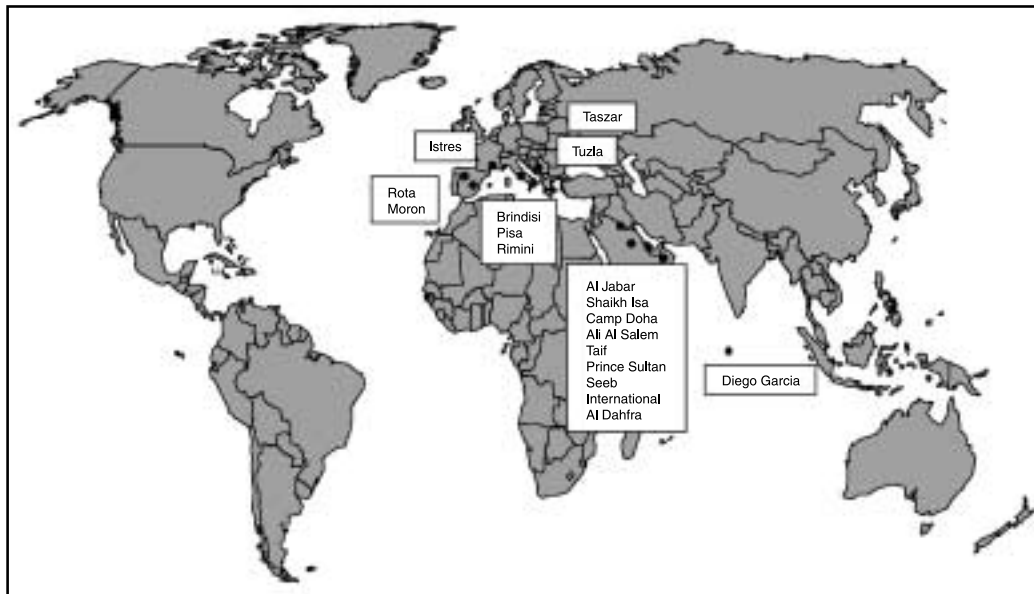 Taszar
Istres
Tuzla
Rota
Moron
Brindisi
Pisa
Rimini
Al Jabar
Shaikh Isa
Camp Doha
Ali Al Salem
Taif
Prince Sultan
Seeb
International
Al Dahfra
Diego Garcia